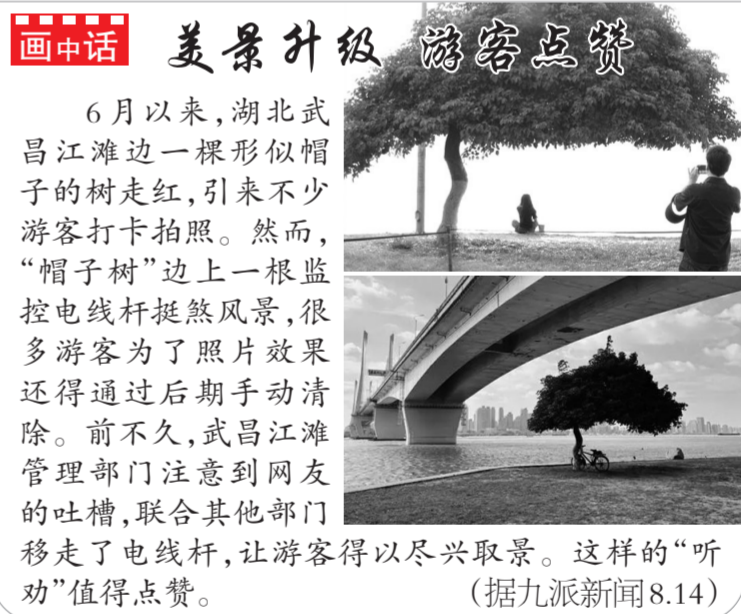 画中话
美景升级 游客点赞
6月以来,湖北武
昌江滩边一棵形似帽
子的树走红,引来不少
游客打卡拍照。然而,
“帽子树”边上一根监
控电线杆挺煞风景,很
多游客为了照片效果
还得通过后期手动清
除。前不久,武昌江滩
管理部门注意到网友
的吐槽,联合其他部门
移走了电线杆,让游客得以尽兴取景。这样的“听
劝”值得点赞。 (据九派新闻8.14)